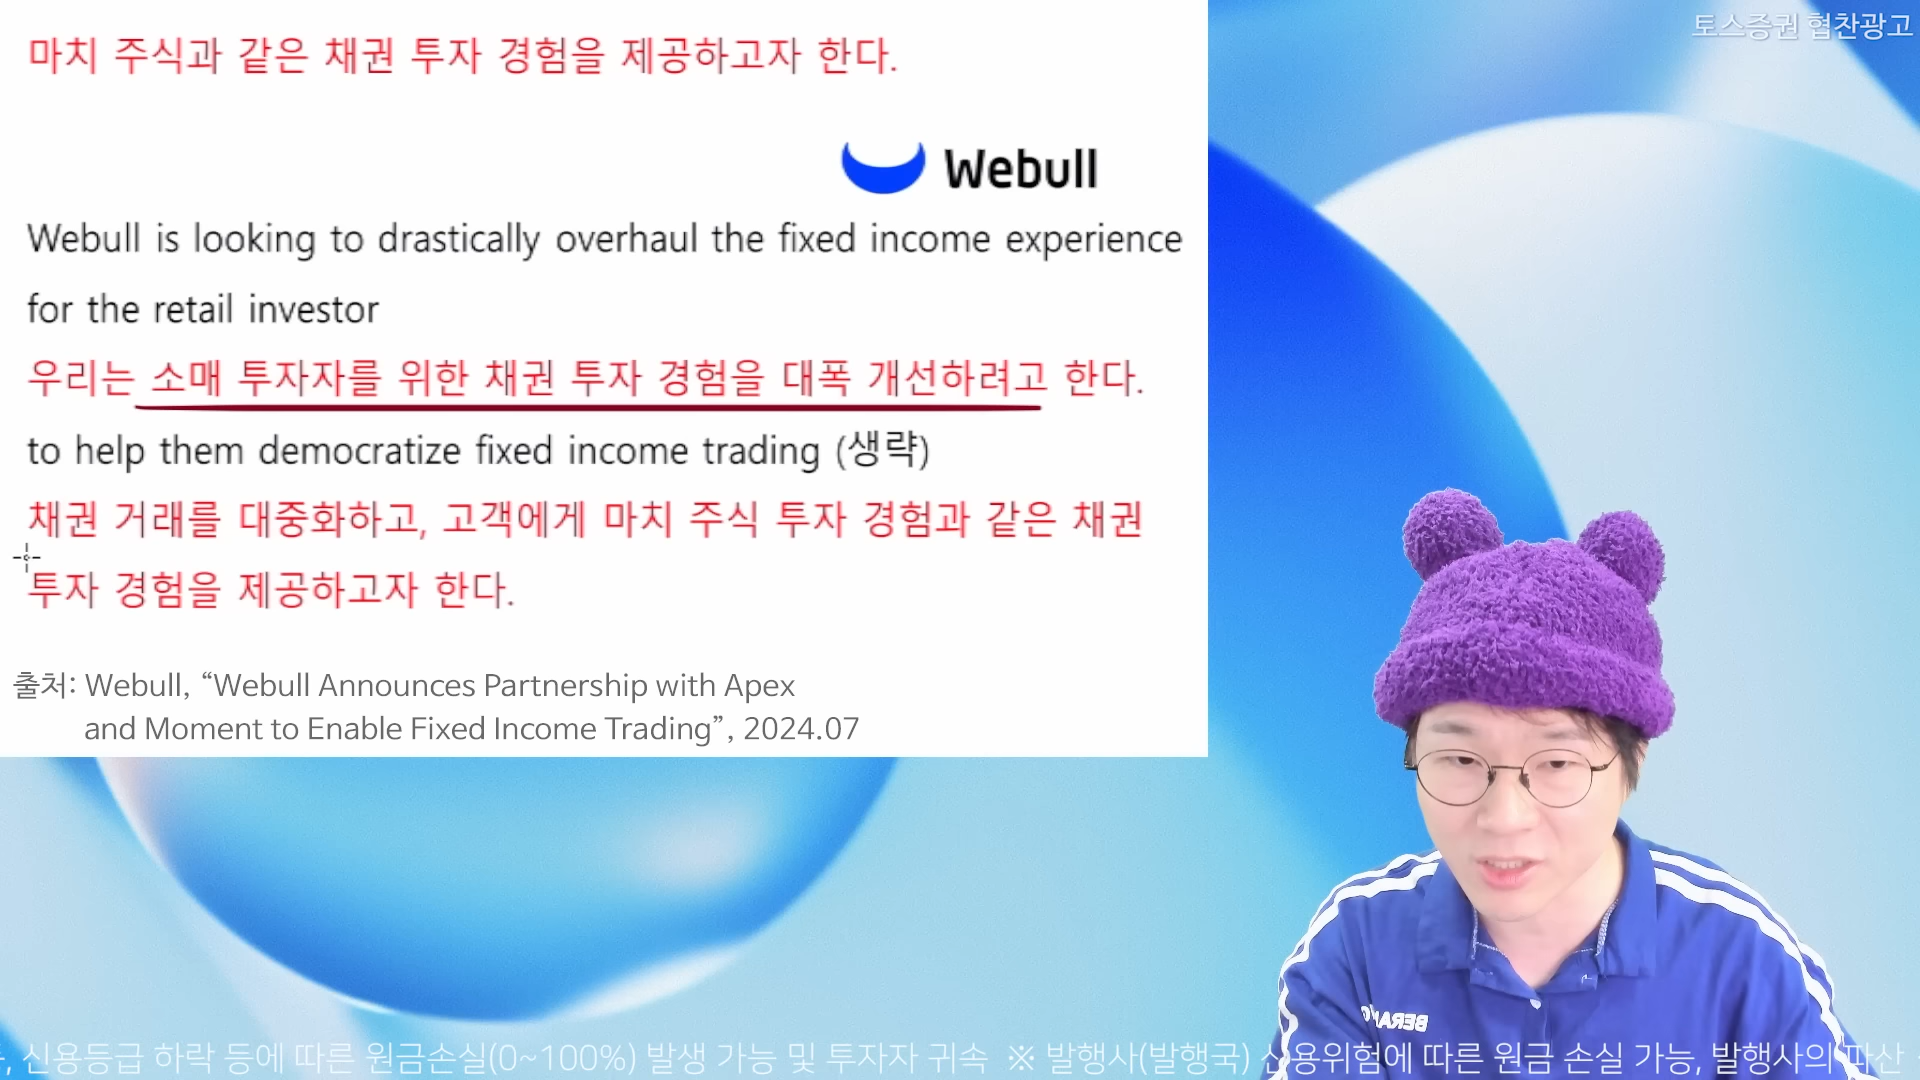 마치 주식과 같은 채권 투자 경험을 제공하고자 한다.
토스증권 협찬광고
Webull
Webull is looking to drastically overhaul the fixed income experience
for the retail investor
우리는 소매 투자자를 위한 채권 투자 경험을 대폭 개선하려고 한다.
to help them democratize fixed income trading (생략)
채권 거래를 대중화하고, 고객에게 마치 주식 투자 경험과 같은 채권
투자 경험을 제공하고자 한다.
출처: Webull, “Webull Announces Partnership with Apex
and Moment to Enable Fixed Income Trading”, 2024.07
, 신용등급 하락 등에 따른 원금손실(0~100%) 발생 가능 및 투자자 귀속 ※ 발행사(발행국) 신용위험에 따른 원금 손실 가능, 발행사의 파산